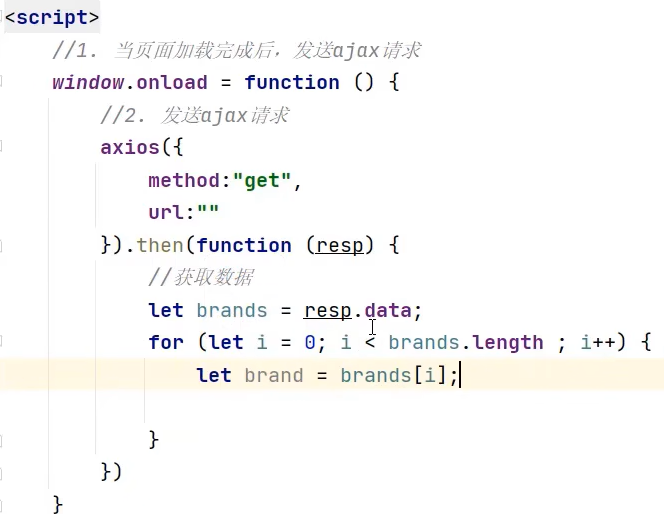 <script>
//1. 当页面加载完成后，发送ajax请求
window.onload = function () {
//2. 发送ajax请求
axios({
method:"get",
url:""
}).then(function (resp) {
//获取数据
let brands = resp.data;
for (let i = 0; i < brands.length ; i++) {
let brand = brands[i];
}
})
}